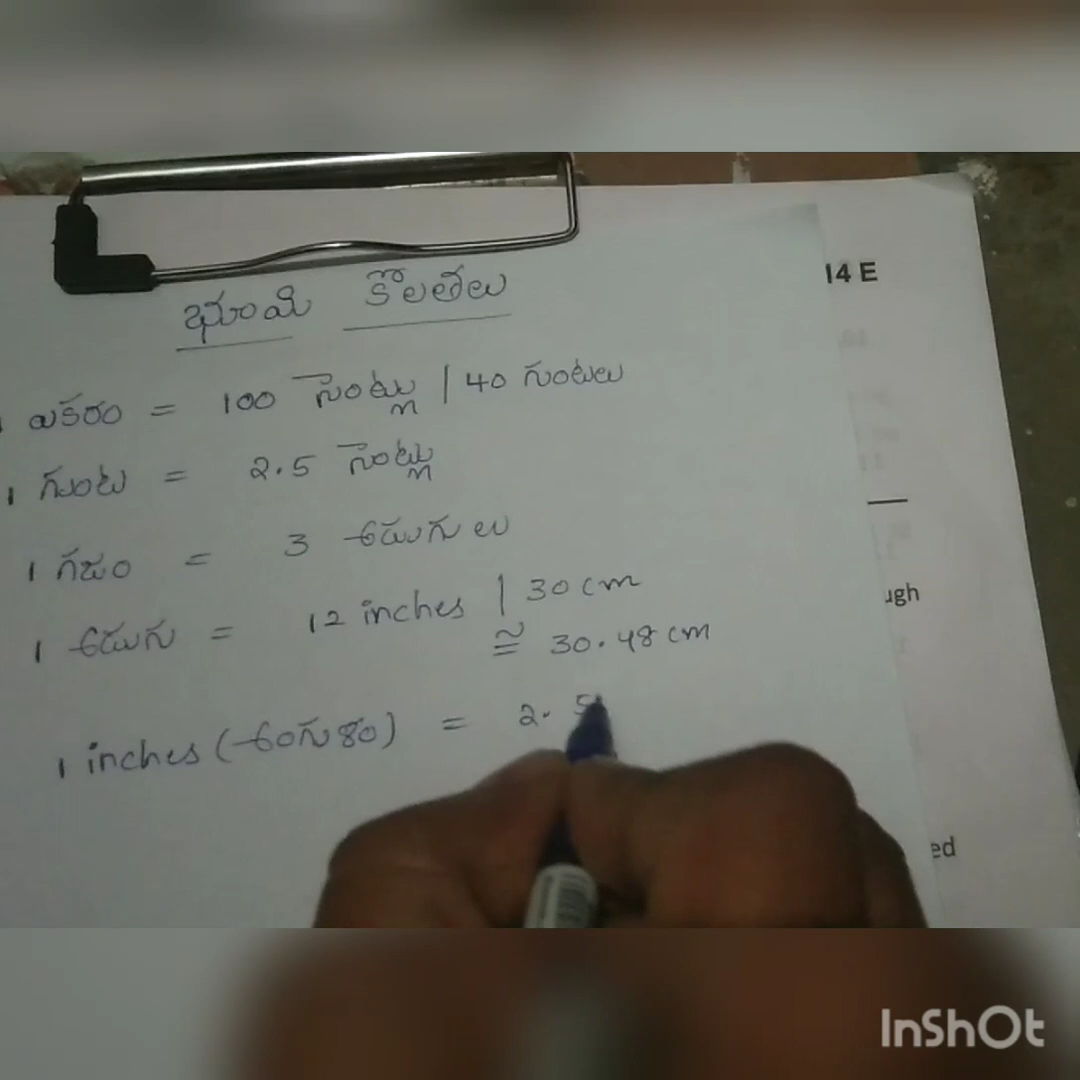 భూమి కొలతలు
1 ఎకరం = 100 సెంట్లు | 40 గుంటలు
1 గుంట = 2.5 సెంట్లు
1 గజం = 3 అడుగులు
1 అడుగు = 12 inches | 30 cm
≅ 30.48 cm
1 inches (అంగుళం) = 2.5
14 E
ugh
ed
InShOt